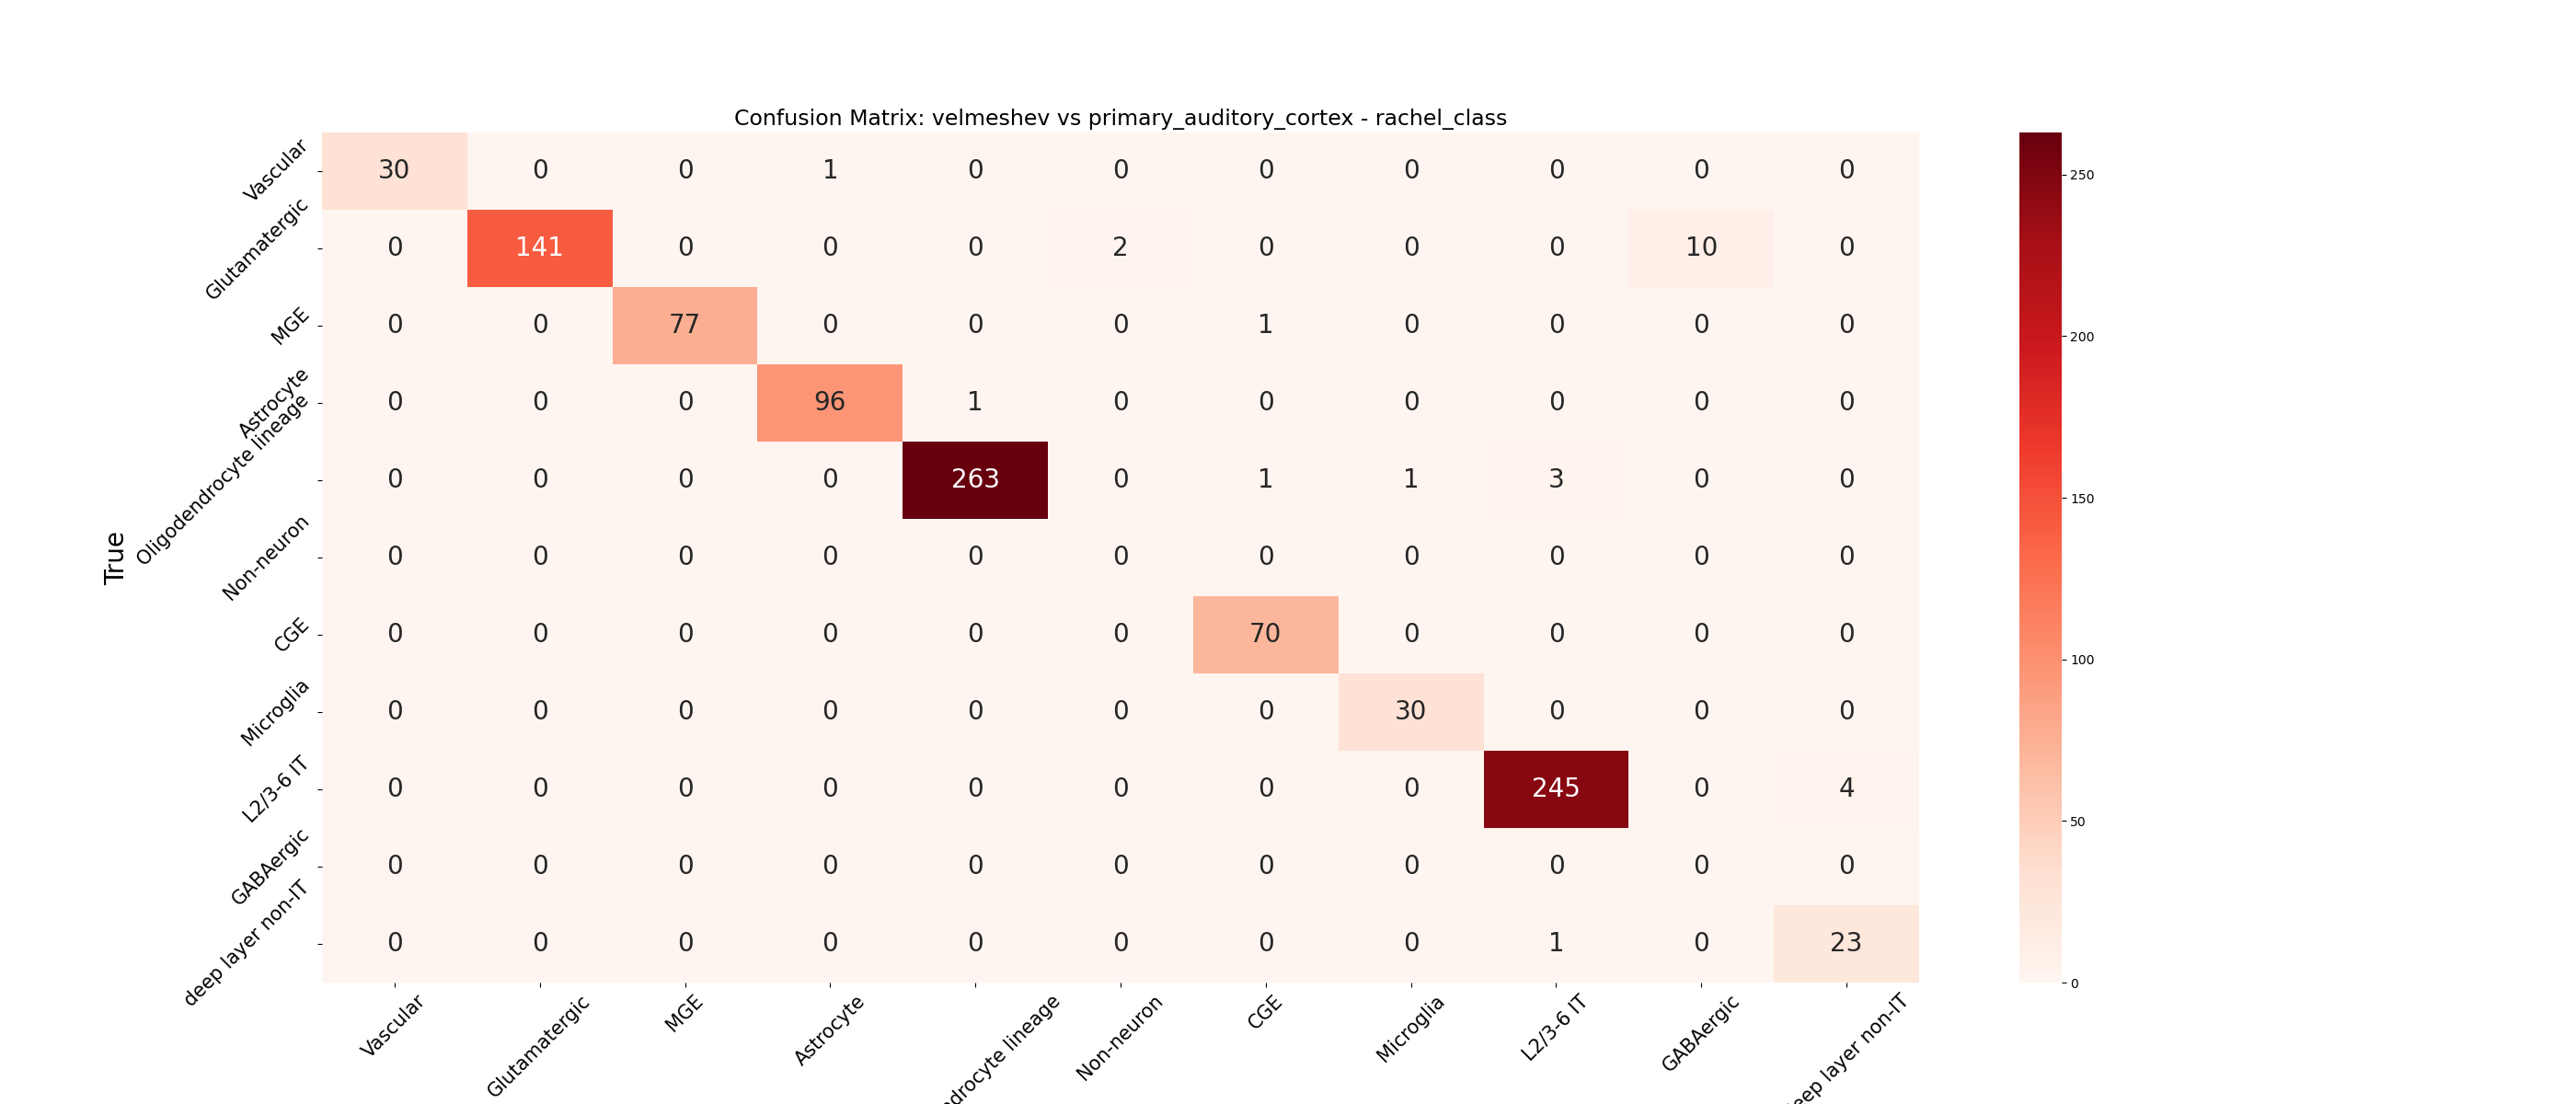 Confusion Matrix: velmeshev vs primary_auditory_cortex - rachel_class
True
Vascular 30 0 0 1 0 0 0 0 0 0 0
Glutamatergic 0 141 0 0 0 2 0 0 0 10 0
MGE 0 0 77 0 0 0 1 0 0 0 0
Astrocyte 0 0 0 96 1 0 0 0 0 0 0
Oligodendrocyte lineage 0 0 0 0 263 0 1 1 3 0 0
Non-neuron 0 0 0 0 0 0 0 0 0 0 0
CGE 0 0 0 0 0 0 70 0 0 0 0
Microglia 0 0 0 0 0 0 0 30 0 0 0
L2/3-6 IT 0 0 0 0 0 0 0 0 245 0 4
GABAergic 0 0 0 0 0 0 0 0 0 0 0
deep layer non-IT 0 0 0 0 0 0 0 0 1 0 23
Vascular
Glutamatergic
MGE
Astrocyte
ndrocyte lineage
Non-neuron
CGE
Microglia
L2/3-6 IT
GABAergic
eep layer non-IT
250
200
150
100
50
0